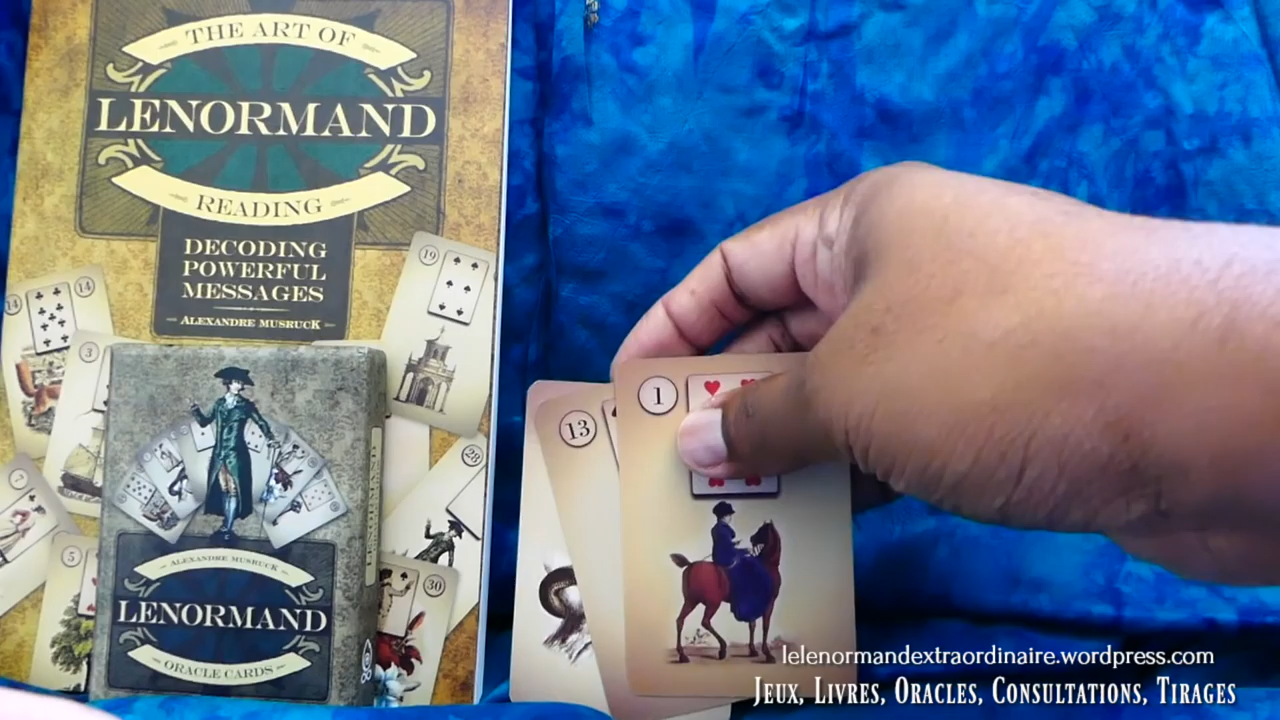 THE ART OF
LENORMAND
READING
DECODING
POWERFUL
MESSAGES
ALEXANDRE MUSRUCK
19
14
14
3
7
5
28
30
ALEXANDRE MUSRUCK
LENORMAND
ORACLE CARDS
13
1
lelenormandextraordinaire.wordpress.com
Jeux, Livres, Oracles, Consultations, Tirages